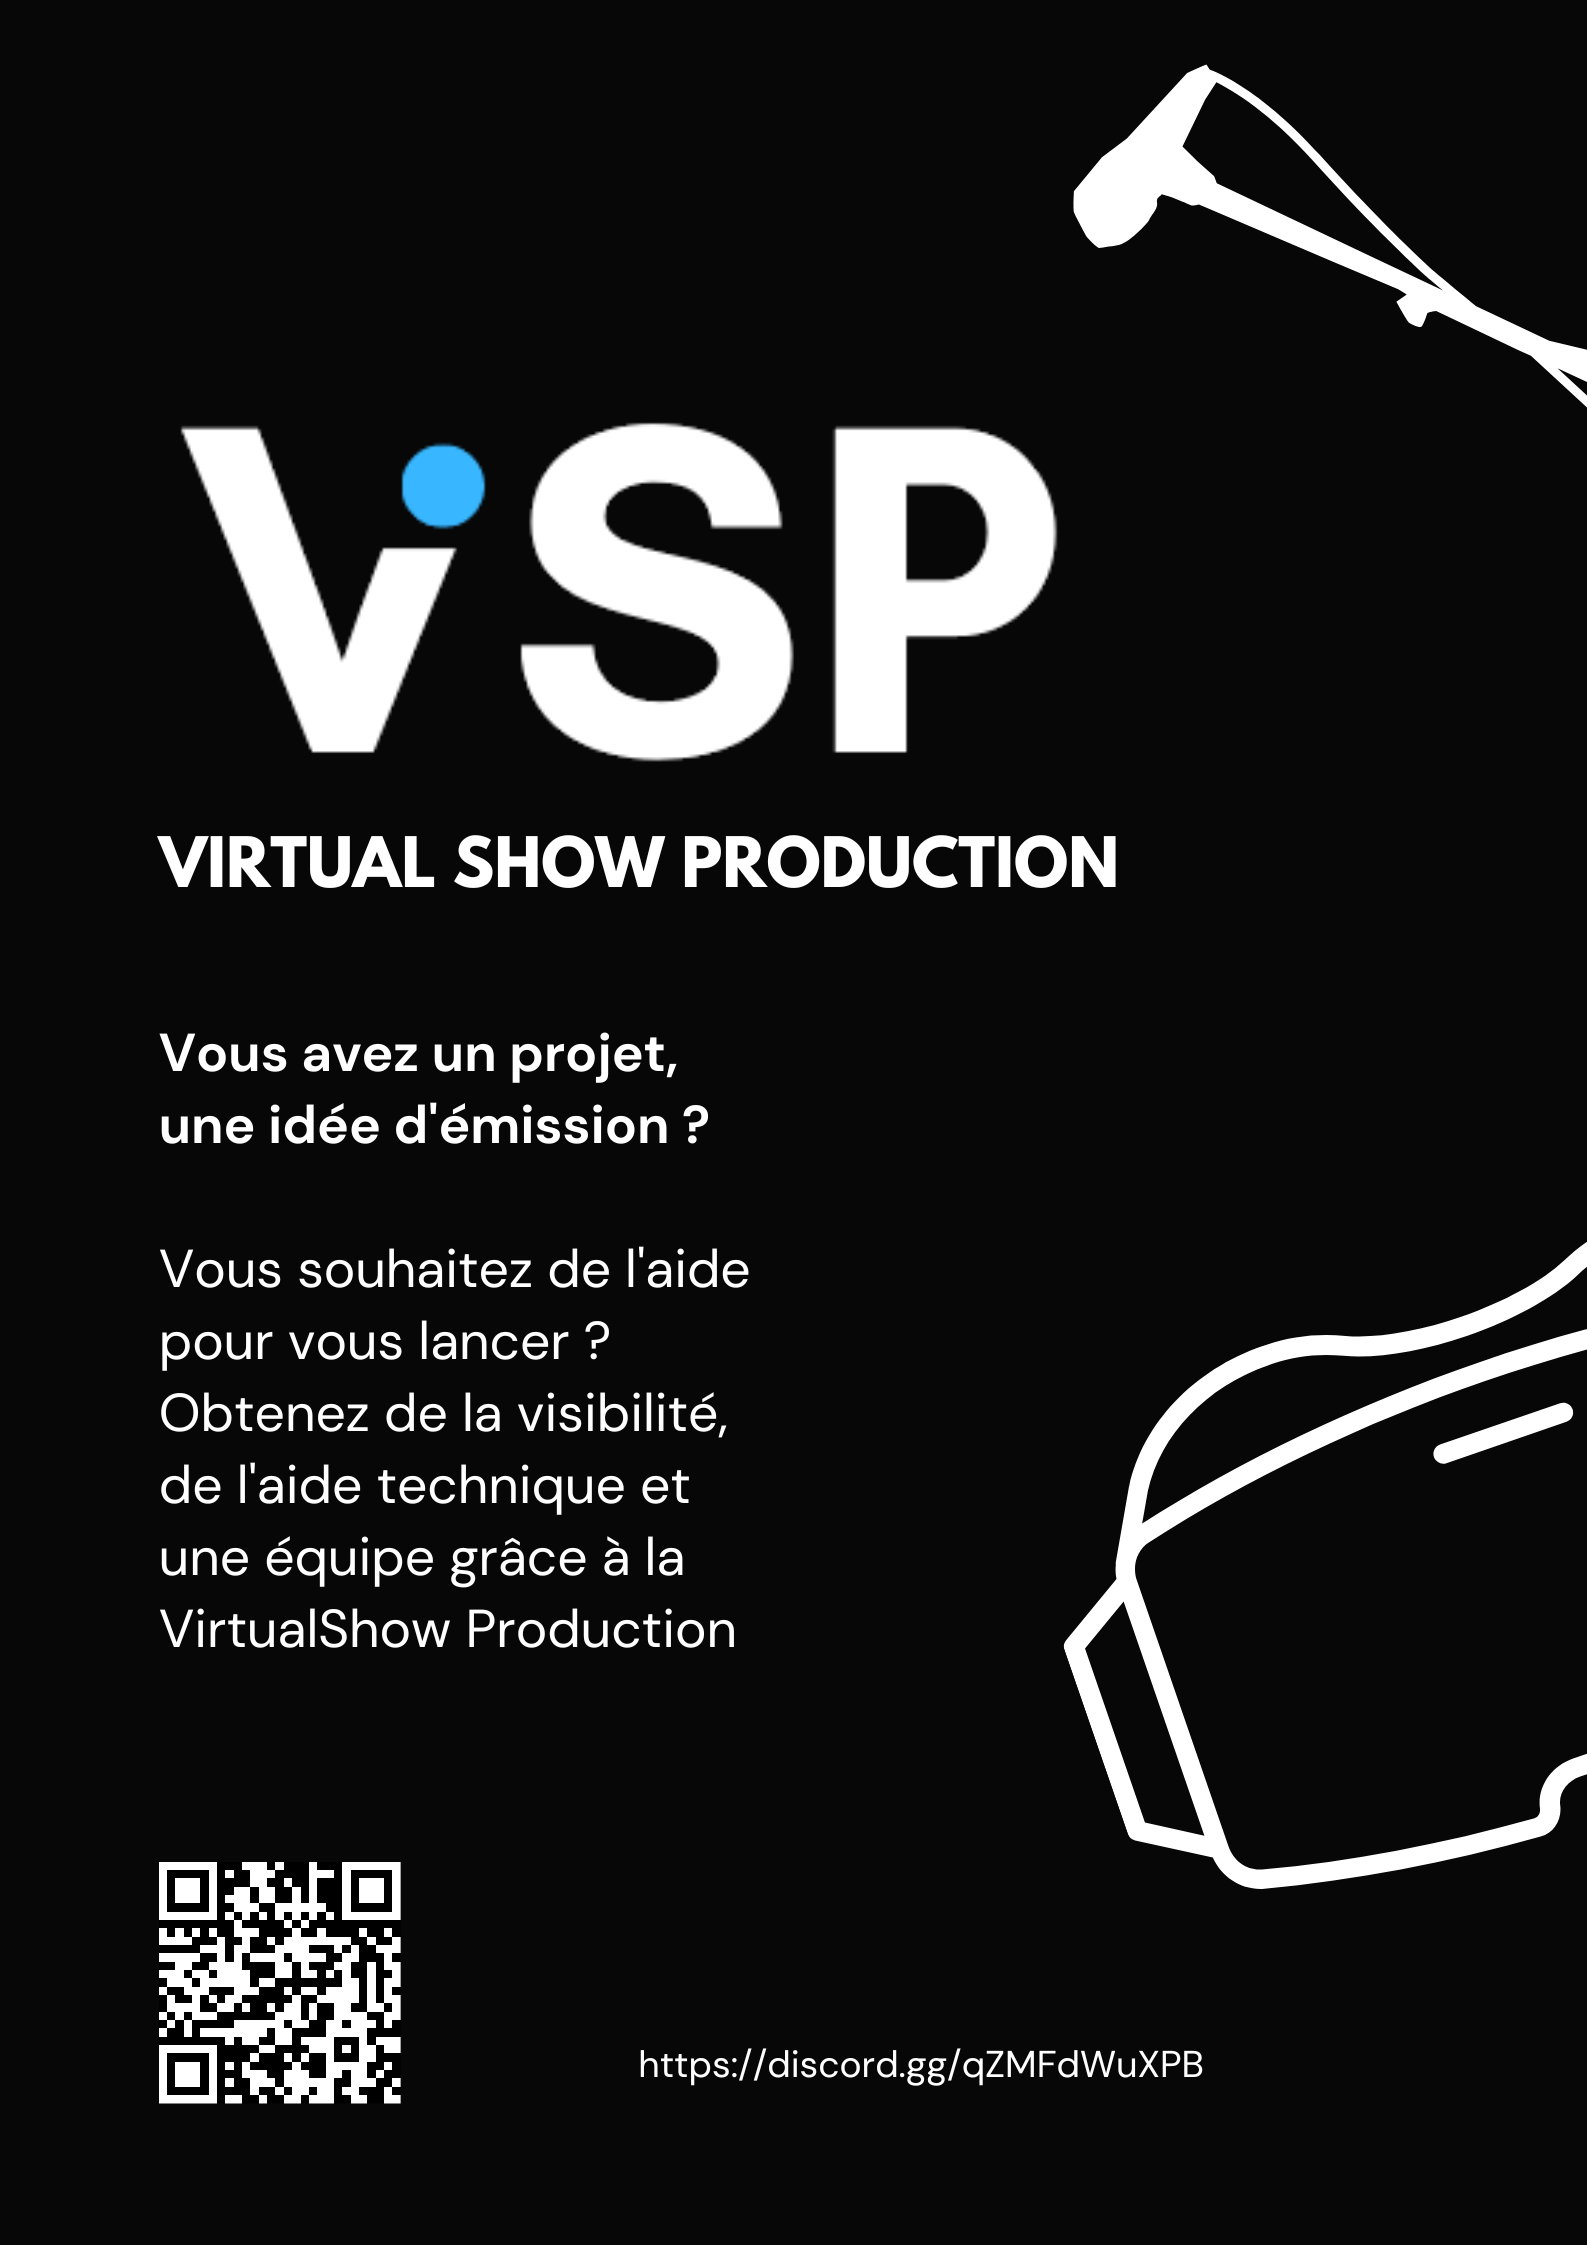 ViSP
VIRTUAL SHOW PRODUCTION
Vous avez un projet,
une idée d'émission ?
Vous souhaitez de l'aide
pour vous lancer ?
Obtenez de la visibilité,
de l'aide technique et
une équipe grâce à la
VirtualShow Production
https://discord.gg/qZMFdWuXPB